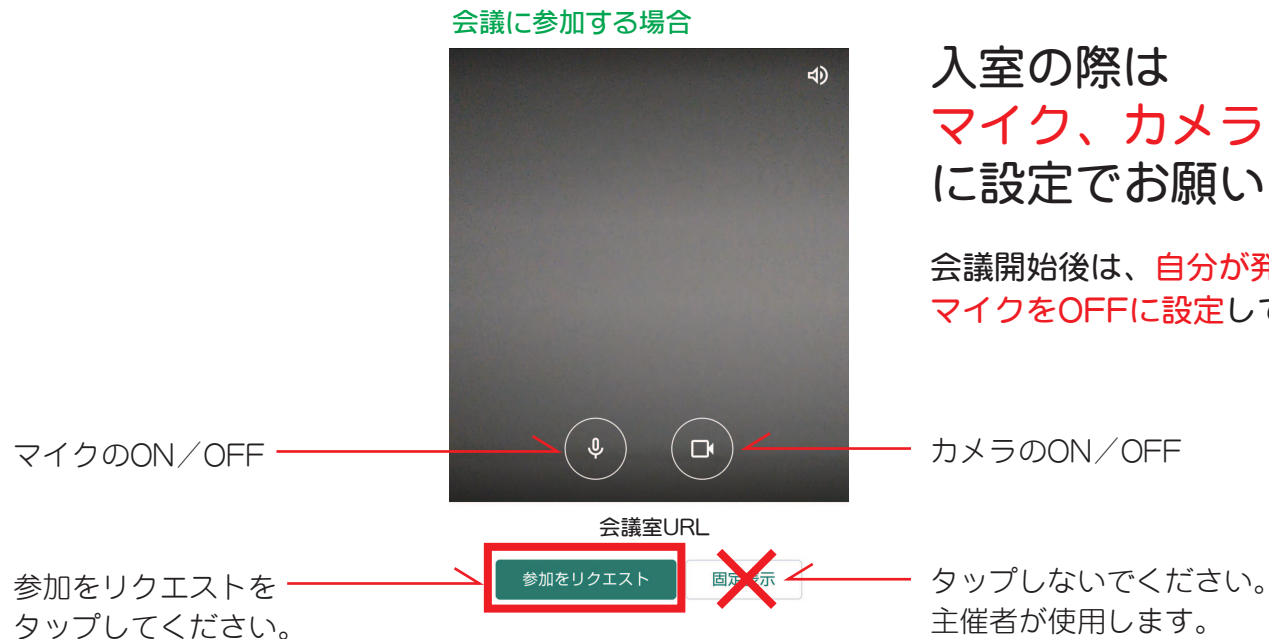 会議に参加する場合
入室の際は
マイク、カメラ
に設定でお願い
会議開始後は、自分が発
マイクをOFFに設定して
マイクのON／OFF
カメラのON／OFF
会議室URL
参加をリクエスト
固定表示
参加をリクエストを
タップしてください。
タップしないでください。
主催者が使用します。